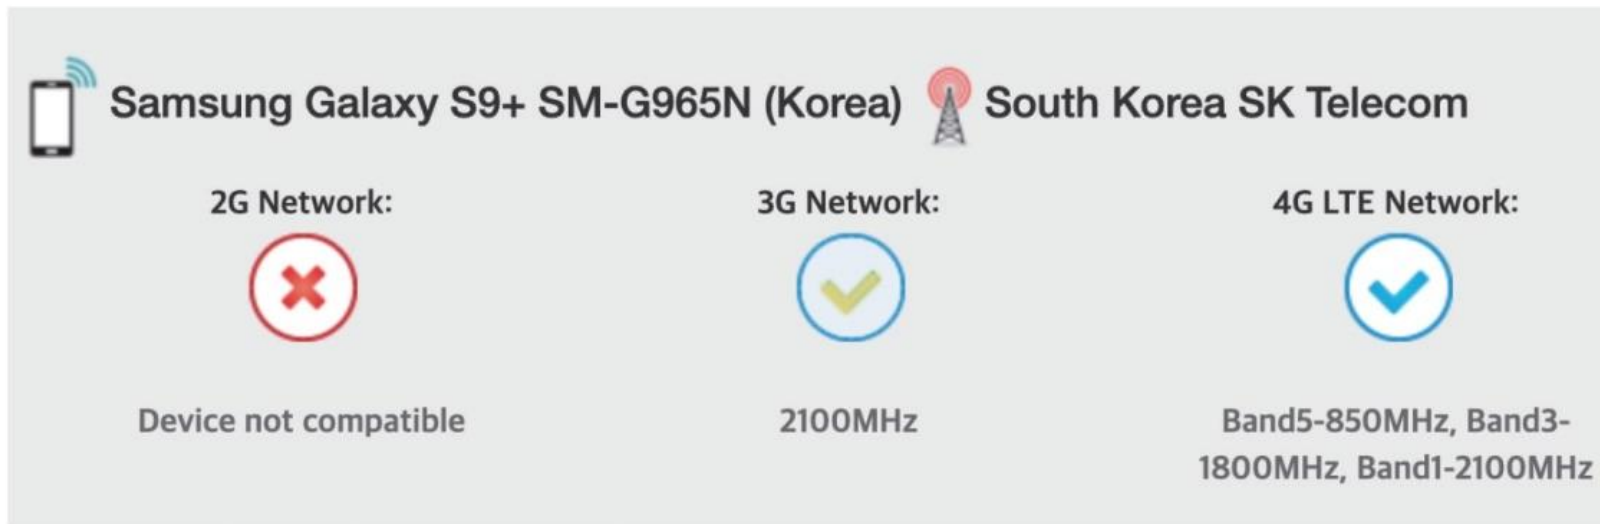 Samsung Galaxy S9+ SM-G965N (Korea) South Korea SK Telecom
2G Network:
3G Network:
4G LTE Network:
Device not compatible
2100MHz
Band5-850MHz, Band3-
1800MHz, Band1-2100MHz